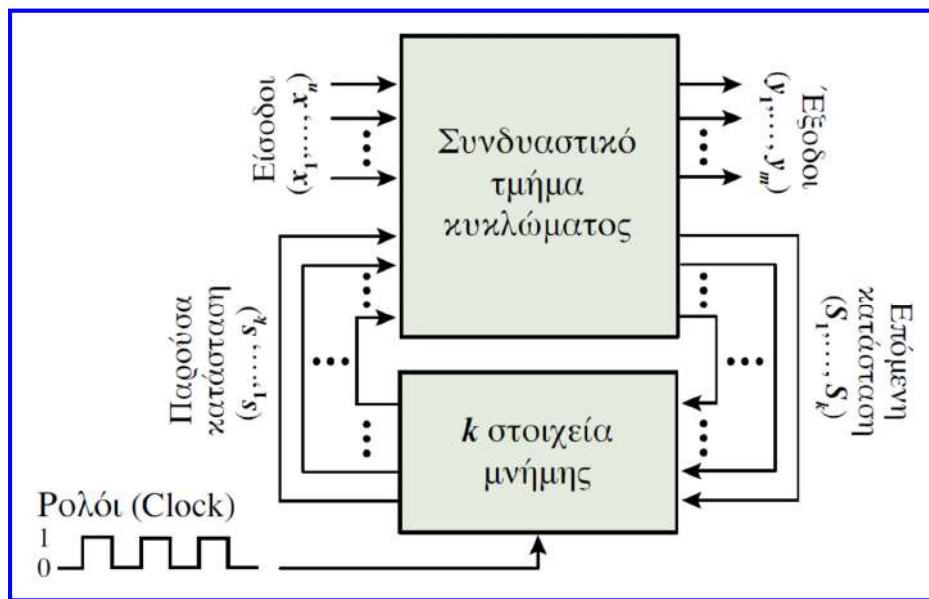 Είσοδοι
(x₁,…, xₙ)
Συνδυαστικό
τμήμα
κυκλώματος
Έξοδοι
(y₁,…, yₘ)
Παρούσα
κατάσταση
(s₁,…, sₖ)
Επόμενη
κατάσταση
(S₁,…, Sₖ)
k στοιχεία
μνήμης
Ρολόι (Clock)
1
0